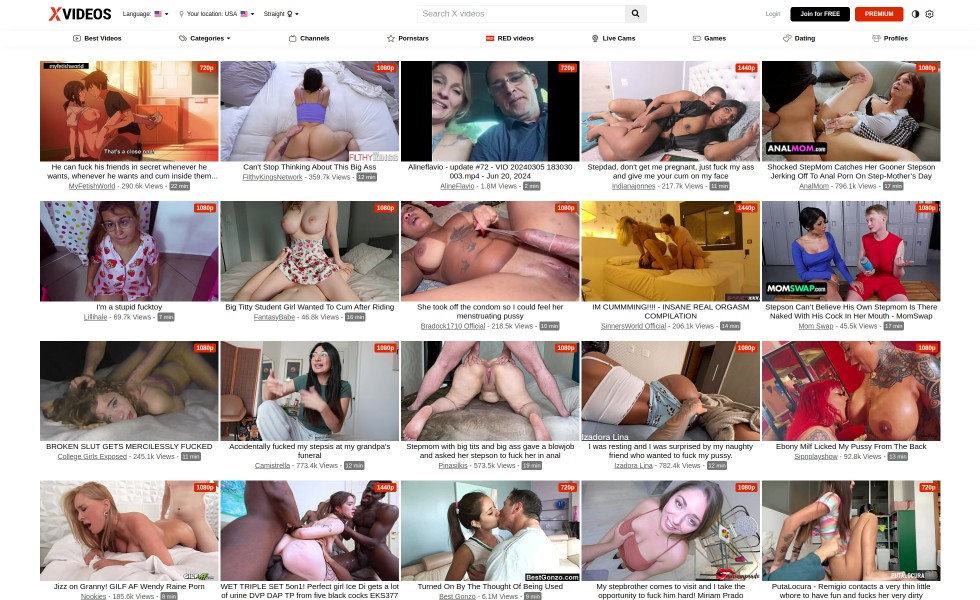 XVIDEOS
Language:
Your location: USA
Straight
Search X videos
Login
Join for FREE
PREMIUM
Best Videos
Categories
Channels
Pornstars
RED videos
Live Cams
Games
Dating
Profiles
myfetishworld
720p
1080p
720p
1440p
1080p
That's a close one!
FILTHY
ANALMOM.com
He can fuck his friends in secret whenever he
wants, whenever he wants and cum inside them...
MyFetishWorld - 290.6k Views - 22 min
Can't Stop Thinking About This Big Ass
FilthyKingsNetwork - 359.7k Views - 12 min
Alineflavio - update #72 - VID 20240305 183030
003.mp4 - Jun 20, 2024
AlineFlavio - 1.8M Views - 2 min
Stepdad, don't get me pregnant, just fuck my ass
and give me your cum on my face
Indianajonnes - 217.7k Views - 11 min
Shocked StepMom Catches Her Gooner Stepson
Jerking Off To Anal Porn On Step-Mother's Day
AnalMom - 796.1k Views - 17 min
1080p
1080p
1080p
1440p
1080p
MOMSWAP.com
I'm a stupid fucktoy
Lillihale - 69.7k Views - 7 min
Big Titty Student Girl Wanted To Cum After Riding
FantasyBabe - 46.8k Views - 16 min
She took off the condom so I could feel her
menstruating pussy
Bradock1710 Official - 218.5k Views - 10 min
IM CUMMMING!!!! - INSANE REAL ORGASM
COMPILATION
SinnersWorld Official - 206.1k Views - 14 min
Stepson Can't Believe His Own Stepmom Is There
Naked With His Cock In Her Mouth - MomSwap
Mom Swap - 45.5k Views - 17 min
1080p
1080p
1080p
1080p
1080p
Izadora Lina
BROKEN SLUT GETS MERCILESSLY FUCKED
College Girls Exposed - 245.1k Views - 11 min
Accidentally fucked my stepsis at my grandpa's
funeral
Camistrella - 773.4k Views - 12 min
Stepmom with big tits and big ass gave a blowjob
and asked her stepson to fuck her in anal
Pinasilkis - 573.5k Views - 19 min
I was resting and I was surprised by my naughty
friend who wanted to fuck my pussy.
Izadora Lina - 782.4k Views - 12 min
Ebony Milf Licked My Pussy From The Back
Sipnplayshow - 92.8k Views - 13 min
1080p
1440p
720p
1080p
720p
BestGonzo.com
PUTALOCURA
Jizz on Granny! GILF AF Wendy Raine Porn
Nookies - 185.6k Views - 8 min
WET TRIPLE SET 5on1! Perfect girl Ice Di gets a lot
of urine DVP DAP TP from five black cocks EKS377
Turned On By The Thought Of Being Used
Best Gonzo - 6.1M Views - 9 min
My stepbrother comes to visit and I take the
opportunity to fuck him hard! Miriam Prado
PutaLocura - Remigio contacts a very thin little
whore to have fun and fucks her very dirty